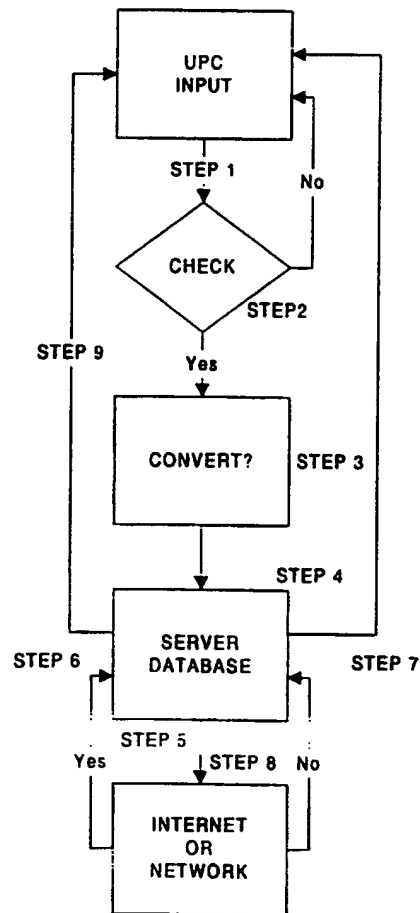 UPC
INPUT
STEP 1
No
CHECK
STEP2
STEP 9
Yes
CONVERT?
STEP 3
STEP 4
SERVER
DATABASE
STEP 6
STEP 7
STEP 5
Yes
STEP 8
No
INTERNET
OR
NETWORK